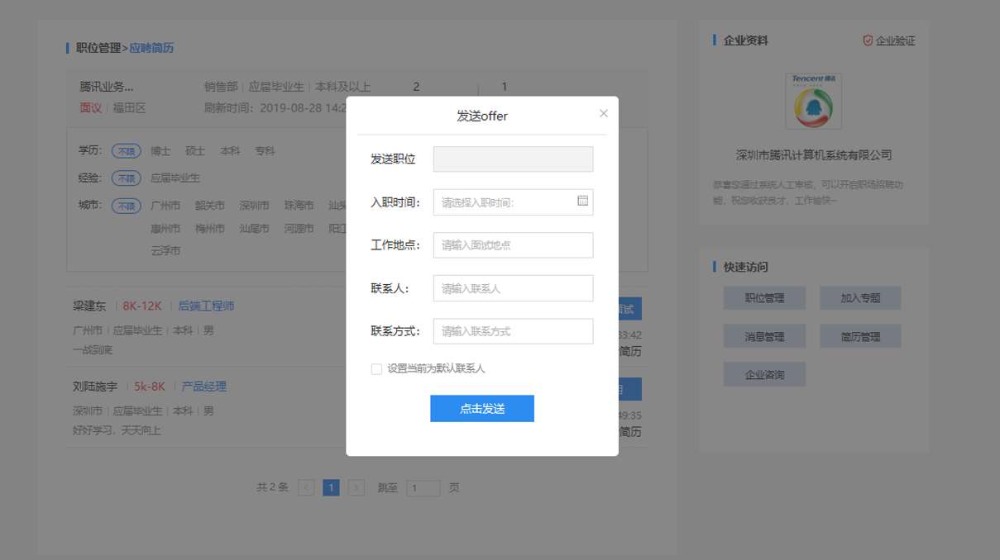 职位管理>应聘简历
腾讯业务...
销售部 应届毕业生 本科及以上
2
1
面议 福田区
刷新时间：2019-08-28 14:2
学历： 不限 博士 硕士 本科 专科
经验： 不限 应届毕业生
城市： 不限 广州市 韶关市 深圳市 珠海市 汕头
惠州市 梅州市 汕尾市 河源市 阳江
云浮市
梁建东 8K-12K 后端工程师
面试
广州市 应届毕业生 本科 男
33:42
一战到底
简历
刘陆施宇 5k-8K 产品经理
深圳市 应届毕业生 本科 男
49:35
好好学习，天天向上
简历
共 2 条 < 1 > 跳至 1 页
发送offer
×
发送职位
入职时间： 请选择入职时间:
工作地点： 请输入面试地点
联系人： 请输入联系人
联系方式： 请输入联系方式
设置当前为默认联系人
点击发送
企业资料
企业验证
Tencent 腾讯
深圳市腾讯计算机系统有限公司
恭喜您通过系统人工审核，可以开启职场招聘功
能，祝您收获良才，工作愉快~
快速访问
职位管理
加入专题
消息管理
简历管理
企业咨询